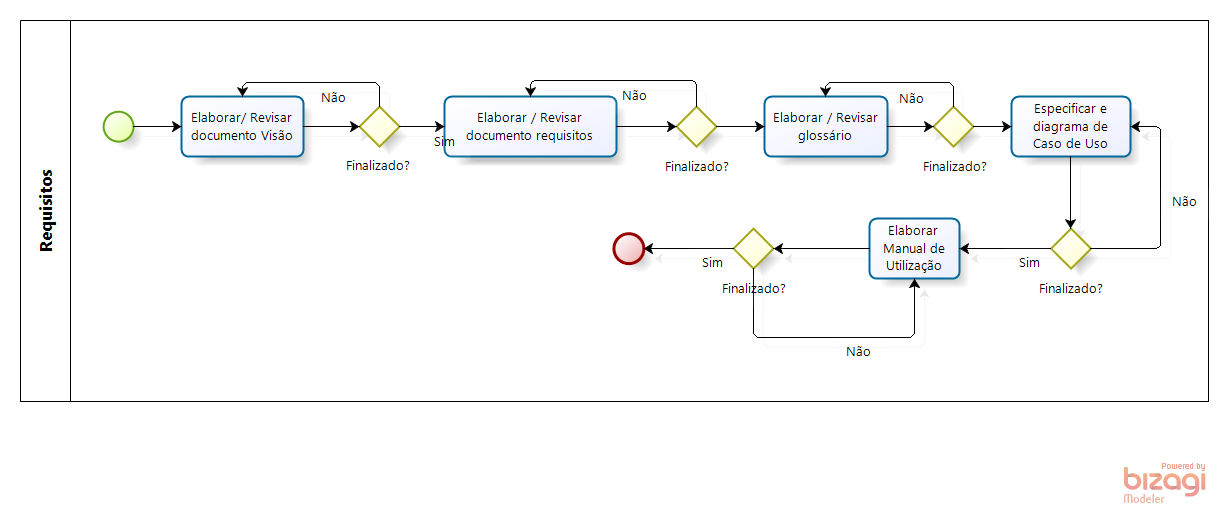 Requisitos
Elaborar/ Revisar
documento Visão
Não
Finalizado?
Sim
Elaborar / Revisar
documento requisitos
Não
Finalizado?
Elaborar / Revisar
glossário
Não
Finalizado?
Especificar e
diagrama de
Caso de Uso
Não
Finalizado?
Sim
Elaborar
Manual de
Utilização
Finalizado?
Sim
Não
Powered by
bizagi
Modeler